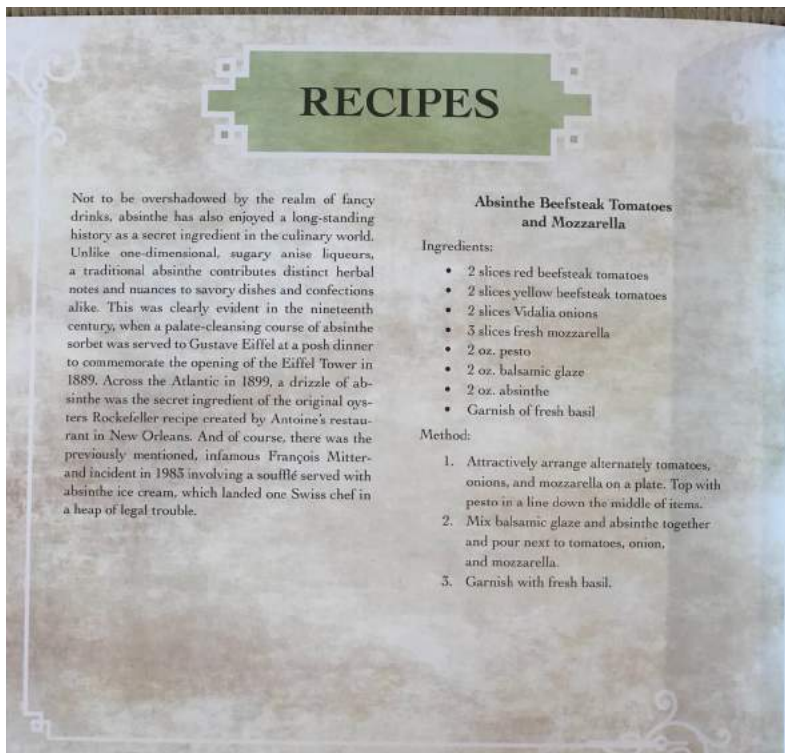 RECIPES
Not to be overshadowed by the realm of fancy
drinks, absinthe has also enjoyed a long-standing
history as a secret ingredient in the culinary world.
Unlike one-dimensional, sugary anise liqueurs,
a traditional absinthe contributes distinct herbal
notes and nuances to savory dishes and confections
alike. This was clearly evident in the nineteenth
century, when a palate-cleansing course of absinthe
sorbet was served to Gustave Eiffel at a posh dinner
to commemorate the opening of the Eiffel Tower in
1889. Across the Atlantic in 1899, a drizzle of ab-
sinthe was the secret ingredient of the original oys-
ters Rockefeller recipe created by Antoine's restau-
rant in New Orleans. And of course, there was the
previously mentioned, infamous François Mitter-
and incident in 1983 involving a soufflé served with
absinthe ice cream, which landed one Swiss chef in
a heap of legal trouble.
Absinthe Beefsteak Tomatoes
and Mozzarella
Ingredients:
• 2 slices red beefsteak tomatoes
• 2 slices yellow beefsteak tomatoes
• 2 slices Vidalia onions
• 3 slices fresh mozzarella
• 2 oz. pesto
• 2 oz. balsamic glaze
• 2 oz. absinthe
• Garnish of fresh basil
Method:
1. Attractively arrange alternately tomatoes,
onions, and mozzarella on a plate. Top with
pesto in a line down the middle of items.
2. Mix balsamic glaze and absinthe together
and pour next to tomatoes, onion,
and mozzarella.
3. Garnish with fresh basil.